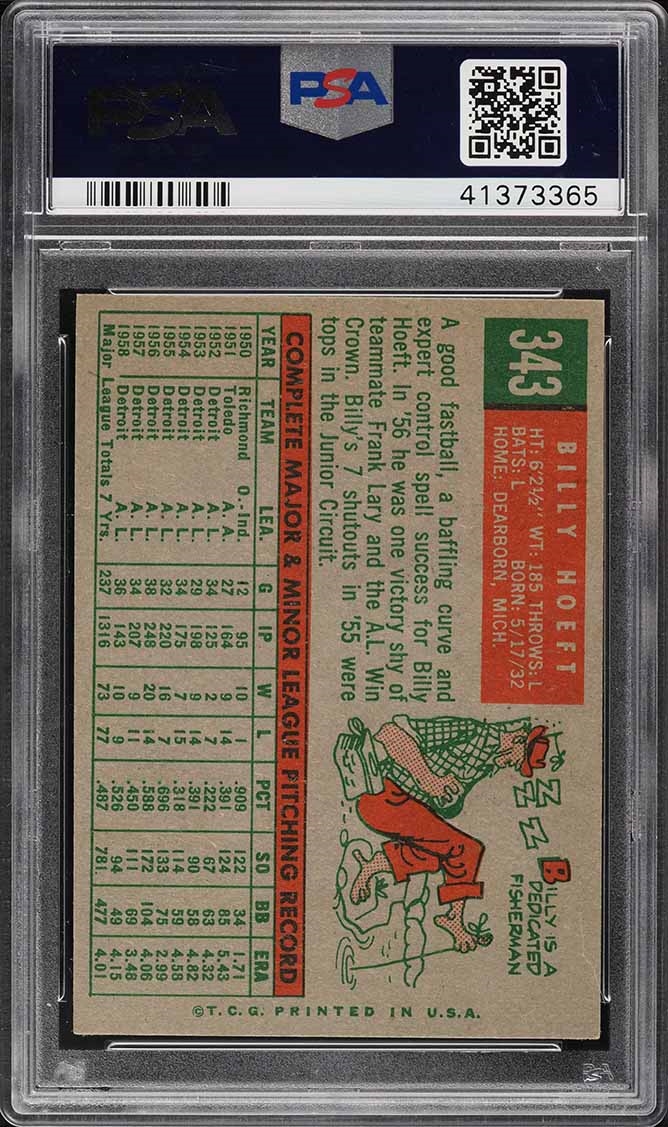 PSA
PSA
41373365
343
BILLY HOEFT
HT: 6'2½" WT: 185 THROWS: L
BATS: L BORN: 5/17/32
HOME: DEARBORN, MICH.
A good fastball, a baffling curve and
expert control spell success for Billy
Hoeft. In '56 he was one victory shy of
teammate Frank Lary and the A.L. Win
Crown. Billy's 7 shutouts in '55 were
tops in the Junior Circuit.
Z Z Z
BILLY IS A
DEDICATED
FISHERMAN
COMPLETE MAJOR & MINOR LEAGUE PITCHING RECORD
YEAR TEAM LEA. G IP W L PCT SO BB ERA
1950 Richmond O.-Ind. 12 95 10 1 .909 122 34 1.71
1951 Toledo A. A. 27 164 9 14 .391 124 85 5.43
1952 Detroit A. L. 34 125 2 7 .222 67 63 4.32
1953 Detroit A. L. 29 198 9 14 .391 90 58 4.82
1954 Detroit A. L. 34 175 7 15 .318 114 59 4.58
1955 Detroit A. L. 32 220 16 7 .696 133 75 2.99
1956 Detroit A. L. 38 248 20 14 .588 172 104 4.06
1957 Detroit A. L. 34 207 9 11 .450 111 69 3.48
1958 Detroit A. L. 36 143 10 9 .526 94 49 4.15
Major League Totals 7 Yrs. 237 1316 73 77 .487 781. 477 4.01
©T.C.G. PRINTED IN U.S.A.
PSA